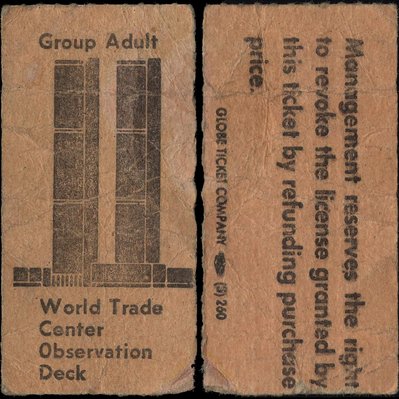 Group Adult
World Trade
Center
Observation
Deck
Management reserves the right
to revoke the license granted by
this ticket by refunding purchase
price.
GLOBE TICKET COMPANY (3) 260